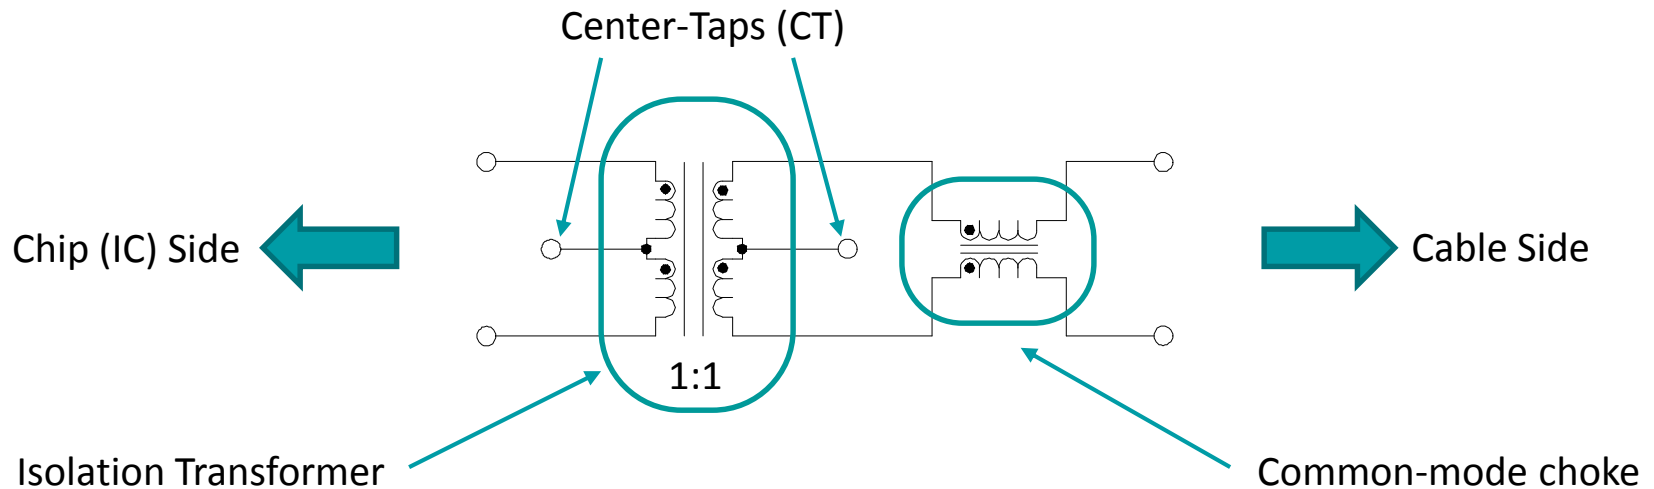 Center-Taps (CT)
Chip (IC) Side
Cable Side
1:1
Isolation Transformer
Common-mode choke